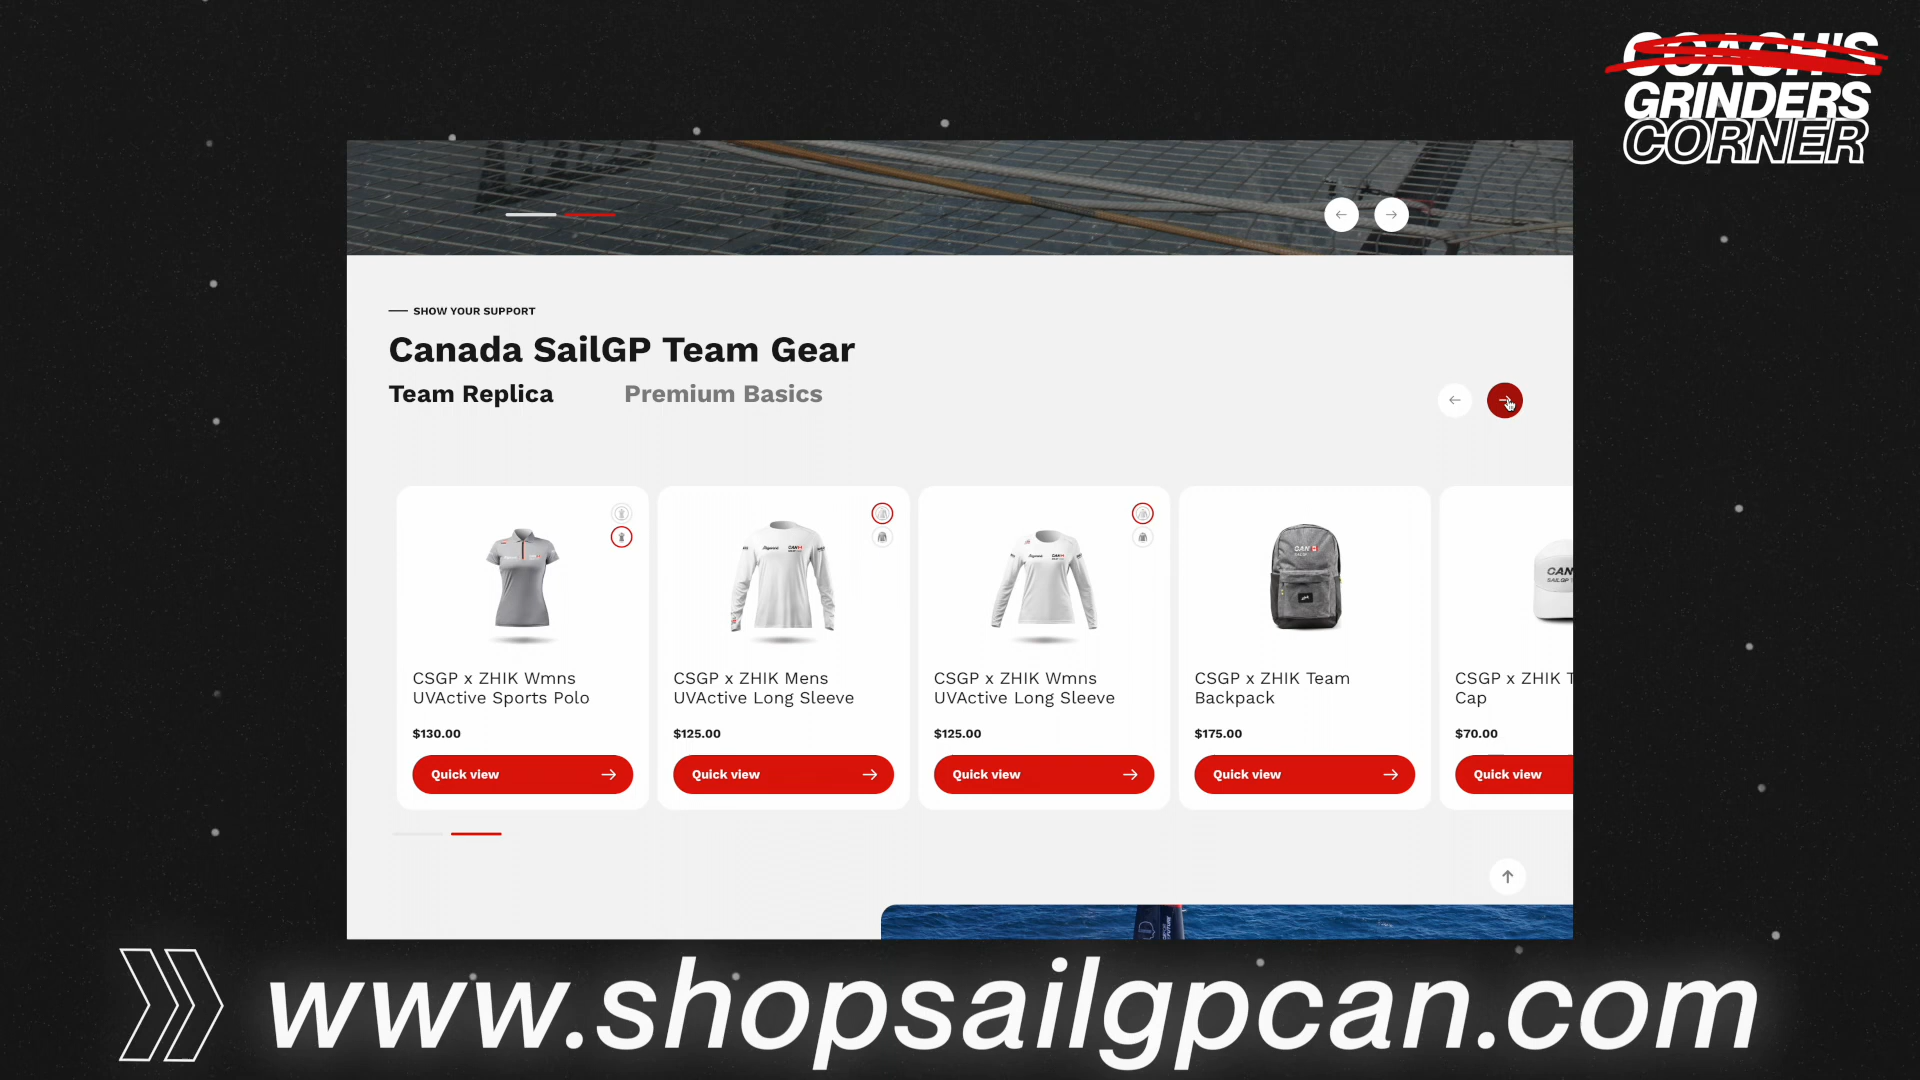 COACH'S
GRINDERS
CORNER
SHOW YOUR SUPPORT
Canada SailGP Team Gear
Team Replica
Premium Basics
CSGP x ZHIK Wmns
UVActive Sports Polo
$130.00
Quick view
CSGP x ZHIK Mens
UVActive Long Sleeve
$125.00
Quick view
CSGP x ZHIK Wmns
UVActive Long Sleeve
$125.00
Quick view
CAN
CSGP x ZHIK Team
Backpack
$175.00
Quick view
CAN
SAILGP T
CSGP x ZHIK T
Cap
$70.00
Quick view
www.shopsailgpcan.com